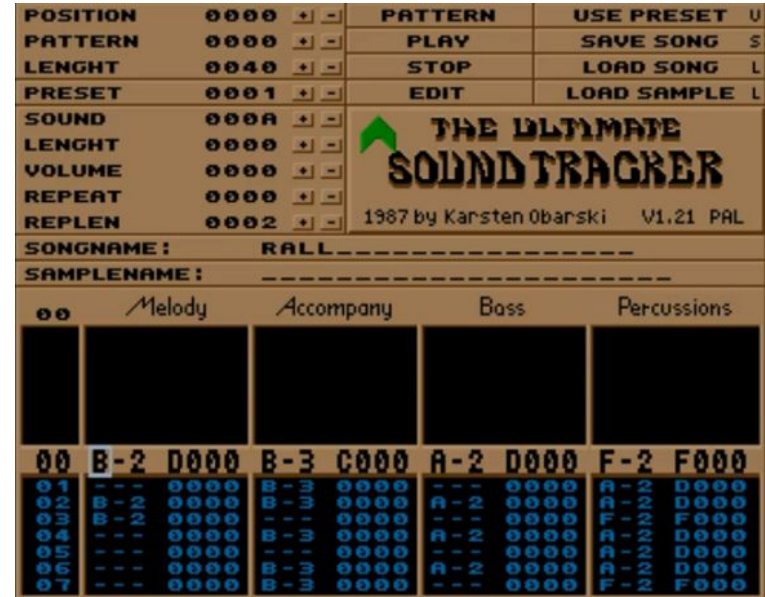 POSITION 0000 + - PATTERN USE PRESET U
PATTERN 0000 + - PLAY SAVE SONG S
LENGHT 0040 + - STOP LOAD SONG L
PRESET 0001 + - EDIT LOAD SAMPLE L
SOUND 000A + -
LENGHT 0000 + -
VOLUME 0000 + -
REPEAT 0000 + -
REPLEN 0002 + -
THE ULTIMATE
SOUNDTRACKER
1987 by Karsten Obarski V1.21 PAL
SONGNAME: RALL__________________
SAMPLENAME: ______________________
00 Melody Accompany Bass Percussions
00 B-2 D000 B-3 C000 A-2 D000 F-2 F000
01 --- 0000 B-3 0000 --- 0000 A-2 D000
02 B-2 0000 B-3 0000 A-2 0000 A-2 D000
03 B-2 0000 --- 0000 --- 0000 F-2 F000
04 --- 0000 B-3 0000 A-2 0000 A-2 D000
05 --- 0000 --- 0000 --- 0000 A-2 D000
06 --- 0000 B-3 0000 A-2 0000 A-2 D000
07 --- 0000 B-3 0000 --- 0000 F-2 F000